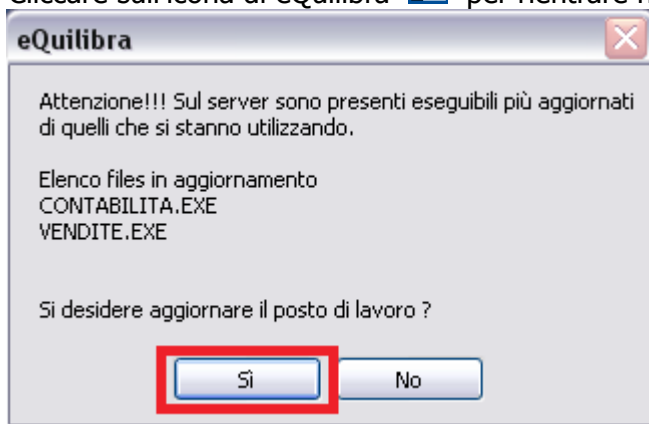 Cliccare sull'icona di eQuilibra per rientrare
eQuilibra
Attenzione!!! Sul server sono presenti eseguibili più aggiornati
di quelli che si stanno utilizzando.
Elenco files in aggiornamento
CONTABILITA.EXE
VENDITE.EXE
Si desidere aggiornare il posto di lavoro ?
Sì
No